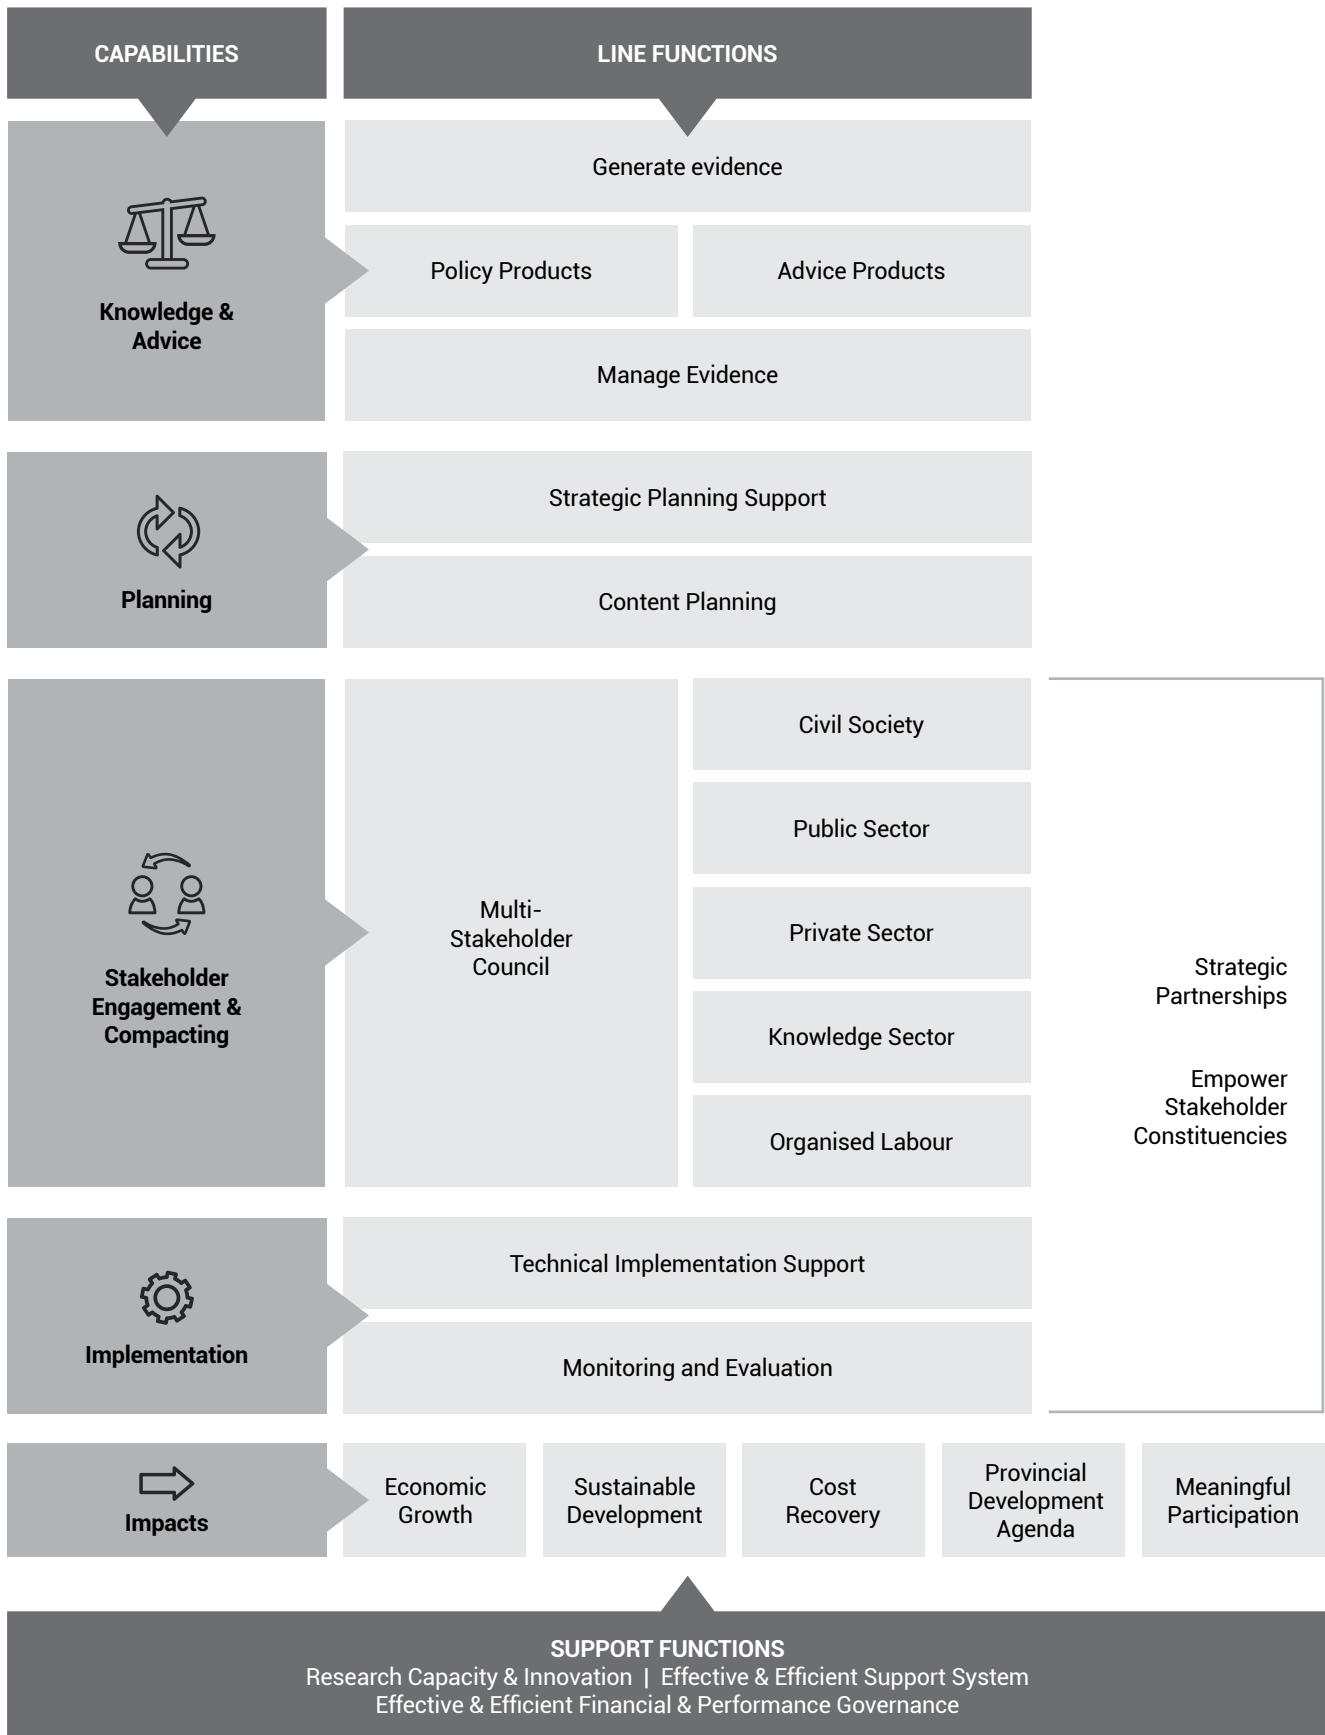 CAPABILITIES
LINE FUNCTIONS
Knowledge &
Advice
Generate evidence
Policy Products
Advice Products
Manage Evidence
Planning
Strategic Planning Support
Content Planning
Stakeholder
Engagement &
Compacting
Multi-
Stakeholder
Council
Civil Society
Public Sector
Private Sector
Knowledge Sector
Organised Labour
Strategic
Partnerships
Empower
Stakeholder
Constituencies
Implementation
Technical Implementation Support
Monitoring and Evaluation
Impacts
Economic
Growth
Sustainable
Development
Cost
Recovery
Provincial
Development
Agenda
Meaningful
Participation
SUPPORT FUNCTIONS
Research Capacity & Innovation | Effective & Efficient Support System
Effective & Efficient Financial & Performance Governance